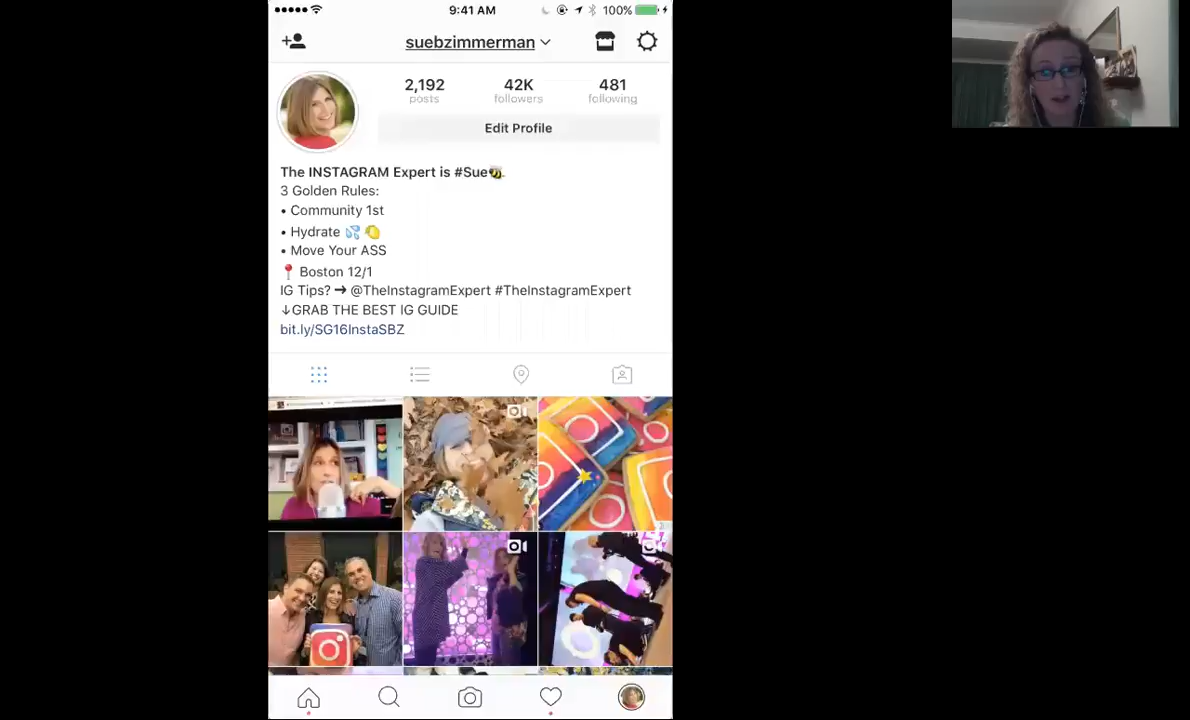 9:41 AM
100%
suebzimmerman
2,192
posts
42K
followers
481
following
Edit Profile
The INSTAGRAM Expert is #Sue🐝
3 Golden Rules:
• Community 1st
• Hydrate 💦 🍋
• Move Your ASS
📍 Boston 12/1
IG Tips? ➞ @TheInstagramExpert #TheInstagramExpert
↓GRAB THE BEST IG GUIDE
bit.ly/SG16InstaSBZ